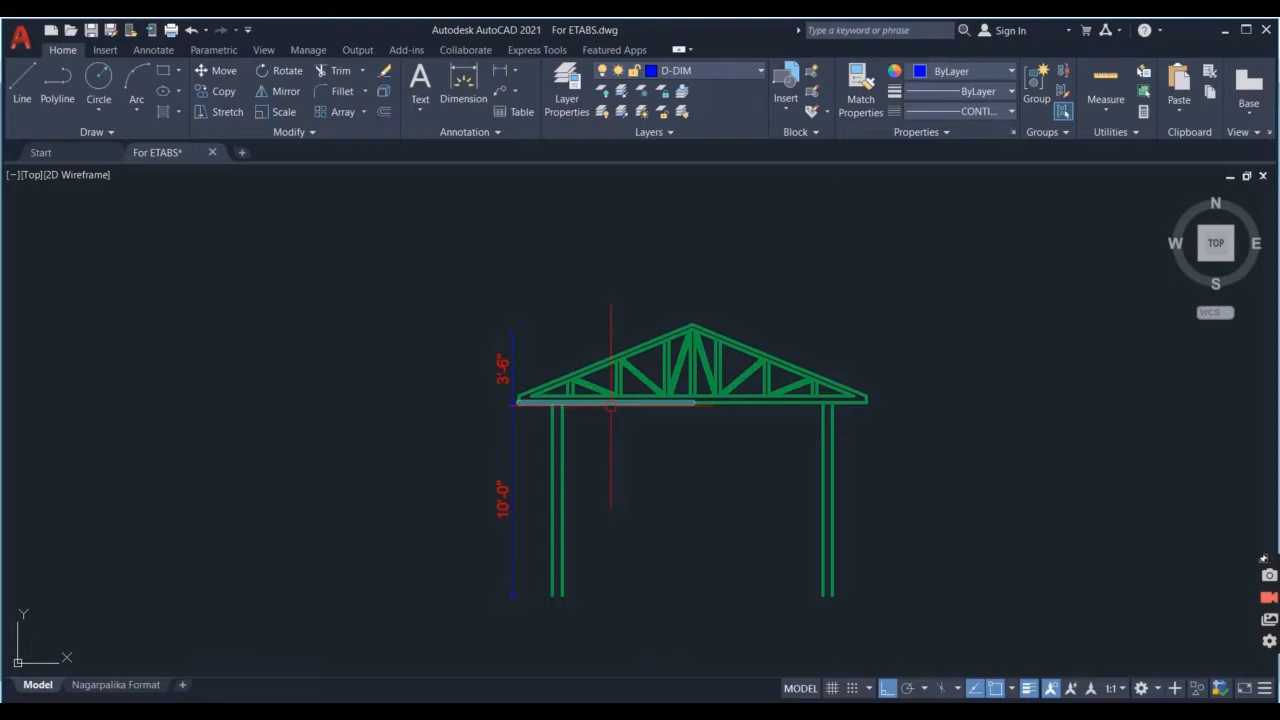 Autodesk AutoCAD 2021 For ETABS.dwg
Type a keyword or phrase
Sign In
Home Insert Annotate Parametric View Manage Output Add-ins Collaborate Express Tools Featured Apps
Line Polyline Circle Arc
Move Rotate Trim
Copy Mirror Fillet
Stretch Scale Array
Text Dimension Table
Layer Properties
D-DIM
Insert
Match Properties
ByLayer
ByLayer
CONTI...
Group Measure Paste Base
Draw Modify Annotation Layers Block Properties Groups Utilities Clipboard View
Start For ETABS*
[−][Top][2D Wireframe]
N
W TOP E
S
WCS
3'-6"
10'-0"
Y
X
Model Nagarpalika Format
MODEL 1:1